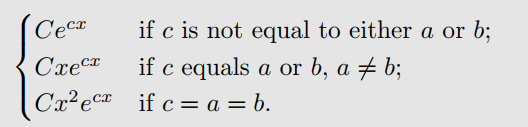 Ce^{cx} if c is not equal to either a or b;
Cxe^{cx} if c equals a or b, a ≠ b;
Cx^2e^{cx} if c = a = b.